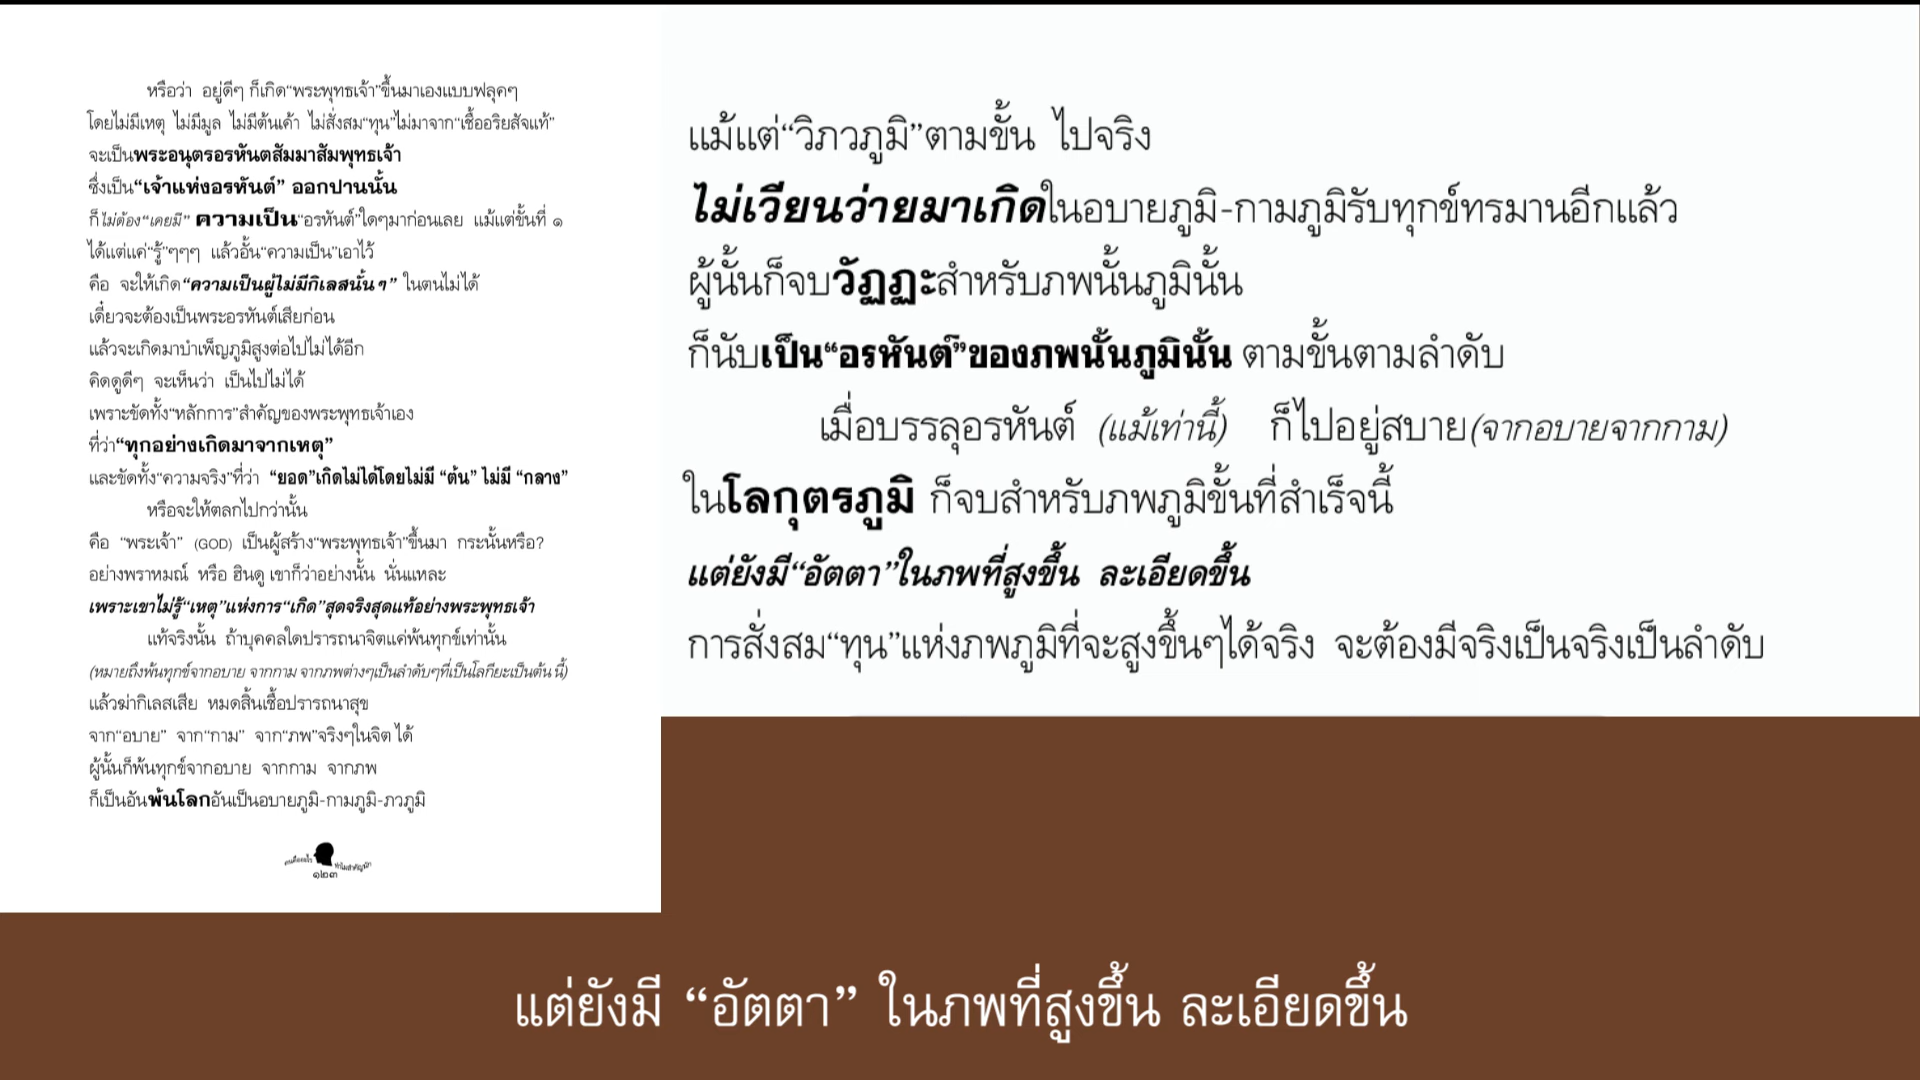 หรือว่า อยู่ดีๆ ก็เกิด“พระพุทธเจ้า”ขึ้นมาเองแบบฟลุคๆ
โดยไม่มีเหตุ ไม่มีมูล ไม่มีต้นเค้า ไม่สั่งสม“ทุน”ไม่มาจาก“เชื้ออริยสัจแท้”
จะเป็นพระอนุตรอรหันตสัมมาสัมพุทธเจ้า
ซึ่งเป็น“เจ้าแห่งอรหันต์” ออกปานนั้น
ก็ไม่ต้อง“เคยมี” ความเป็น“อรหันต์”ใดๆมาก่อนเลย แม้แต่ขั้นที่ ๑
ได้แต่แค่“รู้”ๆๆๆ แล้วอั้น“ความเป็น”เอาไว้
คือ จะให้เกิด“ความเป็นผู้ไม่มีกิเลสนั้นๆ” ในตนไม่ได้
เดี๋ยวจะต้องเป็นพระอรหันต์เสียก่อน
แล้วจะเกิดมาบำเพ็ญภูมิสูงต่อไปไม่ได้อีก
คิดดูดีๆ จะเห็นว่า เป็นไปไม่ได้
เพราะขัดทั้ง“หลักการ”สำคัญของพระพุทธเจ้าเอง
ที่ว่า“ทุกอย่างเกิดมาจากเหตุ”
และขัดทั้ง“ความจริง”ที่ว่า “ยอด”เกิดไม่ได้โดยไม่มี “ต้น” ไม่มี “กลาง”
หรือจะให้ตลกไปกว่านั้น
คือ “พระเจ้า” (GOD) เป็นผู้สร้าง“พระพุทธเจ้า”ขึ้นมา กระนั้นหรือ?
อย่างพราหมณ์ หรือ ฮินดู เขาก็ว่าอย่างนั้น นั่นแหละ
เพราะเขาไม่รู้“เหตุ”แห่งการ“เกิด”สุดจริงสุดแท้อย่างพระพุทธเจ้า
แท้จริงนั้น ถ้าบุคคลใดปรารถนาจิตแค่พ้นทุกข์เท่านั้น
(หมายถึงพ้นทุกข์จากอบาย จากกาม จากภพต่างๆเป็นลำดับๆที่เป็นโลกียะเป็นต้นนี้)
แล้วฆ่ากิเลสเสีย หมดสิ้นเชื้อปรารถนาสุข
จาก“อบาย” จาก“กาม” จาก“ภพ”จริงๆในจิต ได้
ผู้นั้นก็พ้นทุกข์จากอบาย จากกาม จากภพ
ก็เป็นอันพ้นโลกอันเป็นอบายภูมิ-กามภูมิ-ภวภูมิ
๑๒๓
แม้แต่“วิภวภูมิ”ตามขั้น ไปจริง
ไม่เวียนว่ายมาเกิดในอบายภูมิ-กามภูมิรับทุกข์ทรมานอีกแล้ว
ผู้นั้นก็จบวัฏฏะสำหรับภพนั้นภูมินั้น
ก็นับเป็น“อรหันต์”ของภพนั้นภูมินั้น ตามขั้นตามลำดับ
เมื่อบรรลุอรหันต์ (แม้เท่านี้) ก็ไปอยู่สบาย(จากอบายจากกาม)
ในโลกุตรภูมิ ก็จบสำหรับภพภูมิขั้นที่สำเร็จนี้
แต่ยังมี“อัตตา”ในภพที่สูงขึ้น ละเอียดขึ้น
การสั่งสม“ทุน”แห่งภพภูมิที่จะสูงขึ้นๆได้จริง จะต้องมีจริงเป็นจริงเป็นลำดับ
แต่ยังมี “อัตตา” ในภพที่สูงขึ้น ละเอียดขึ้น